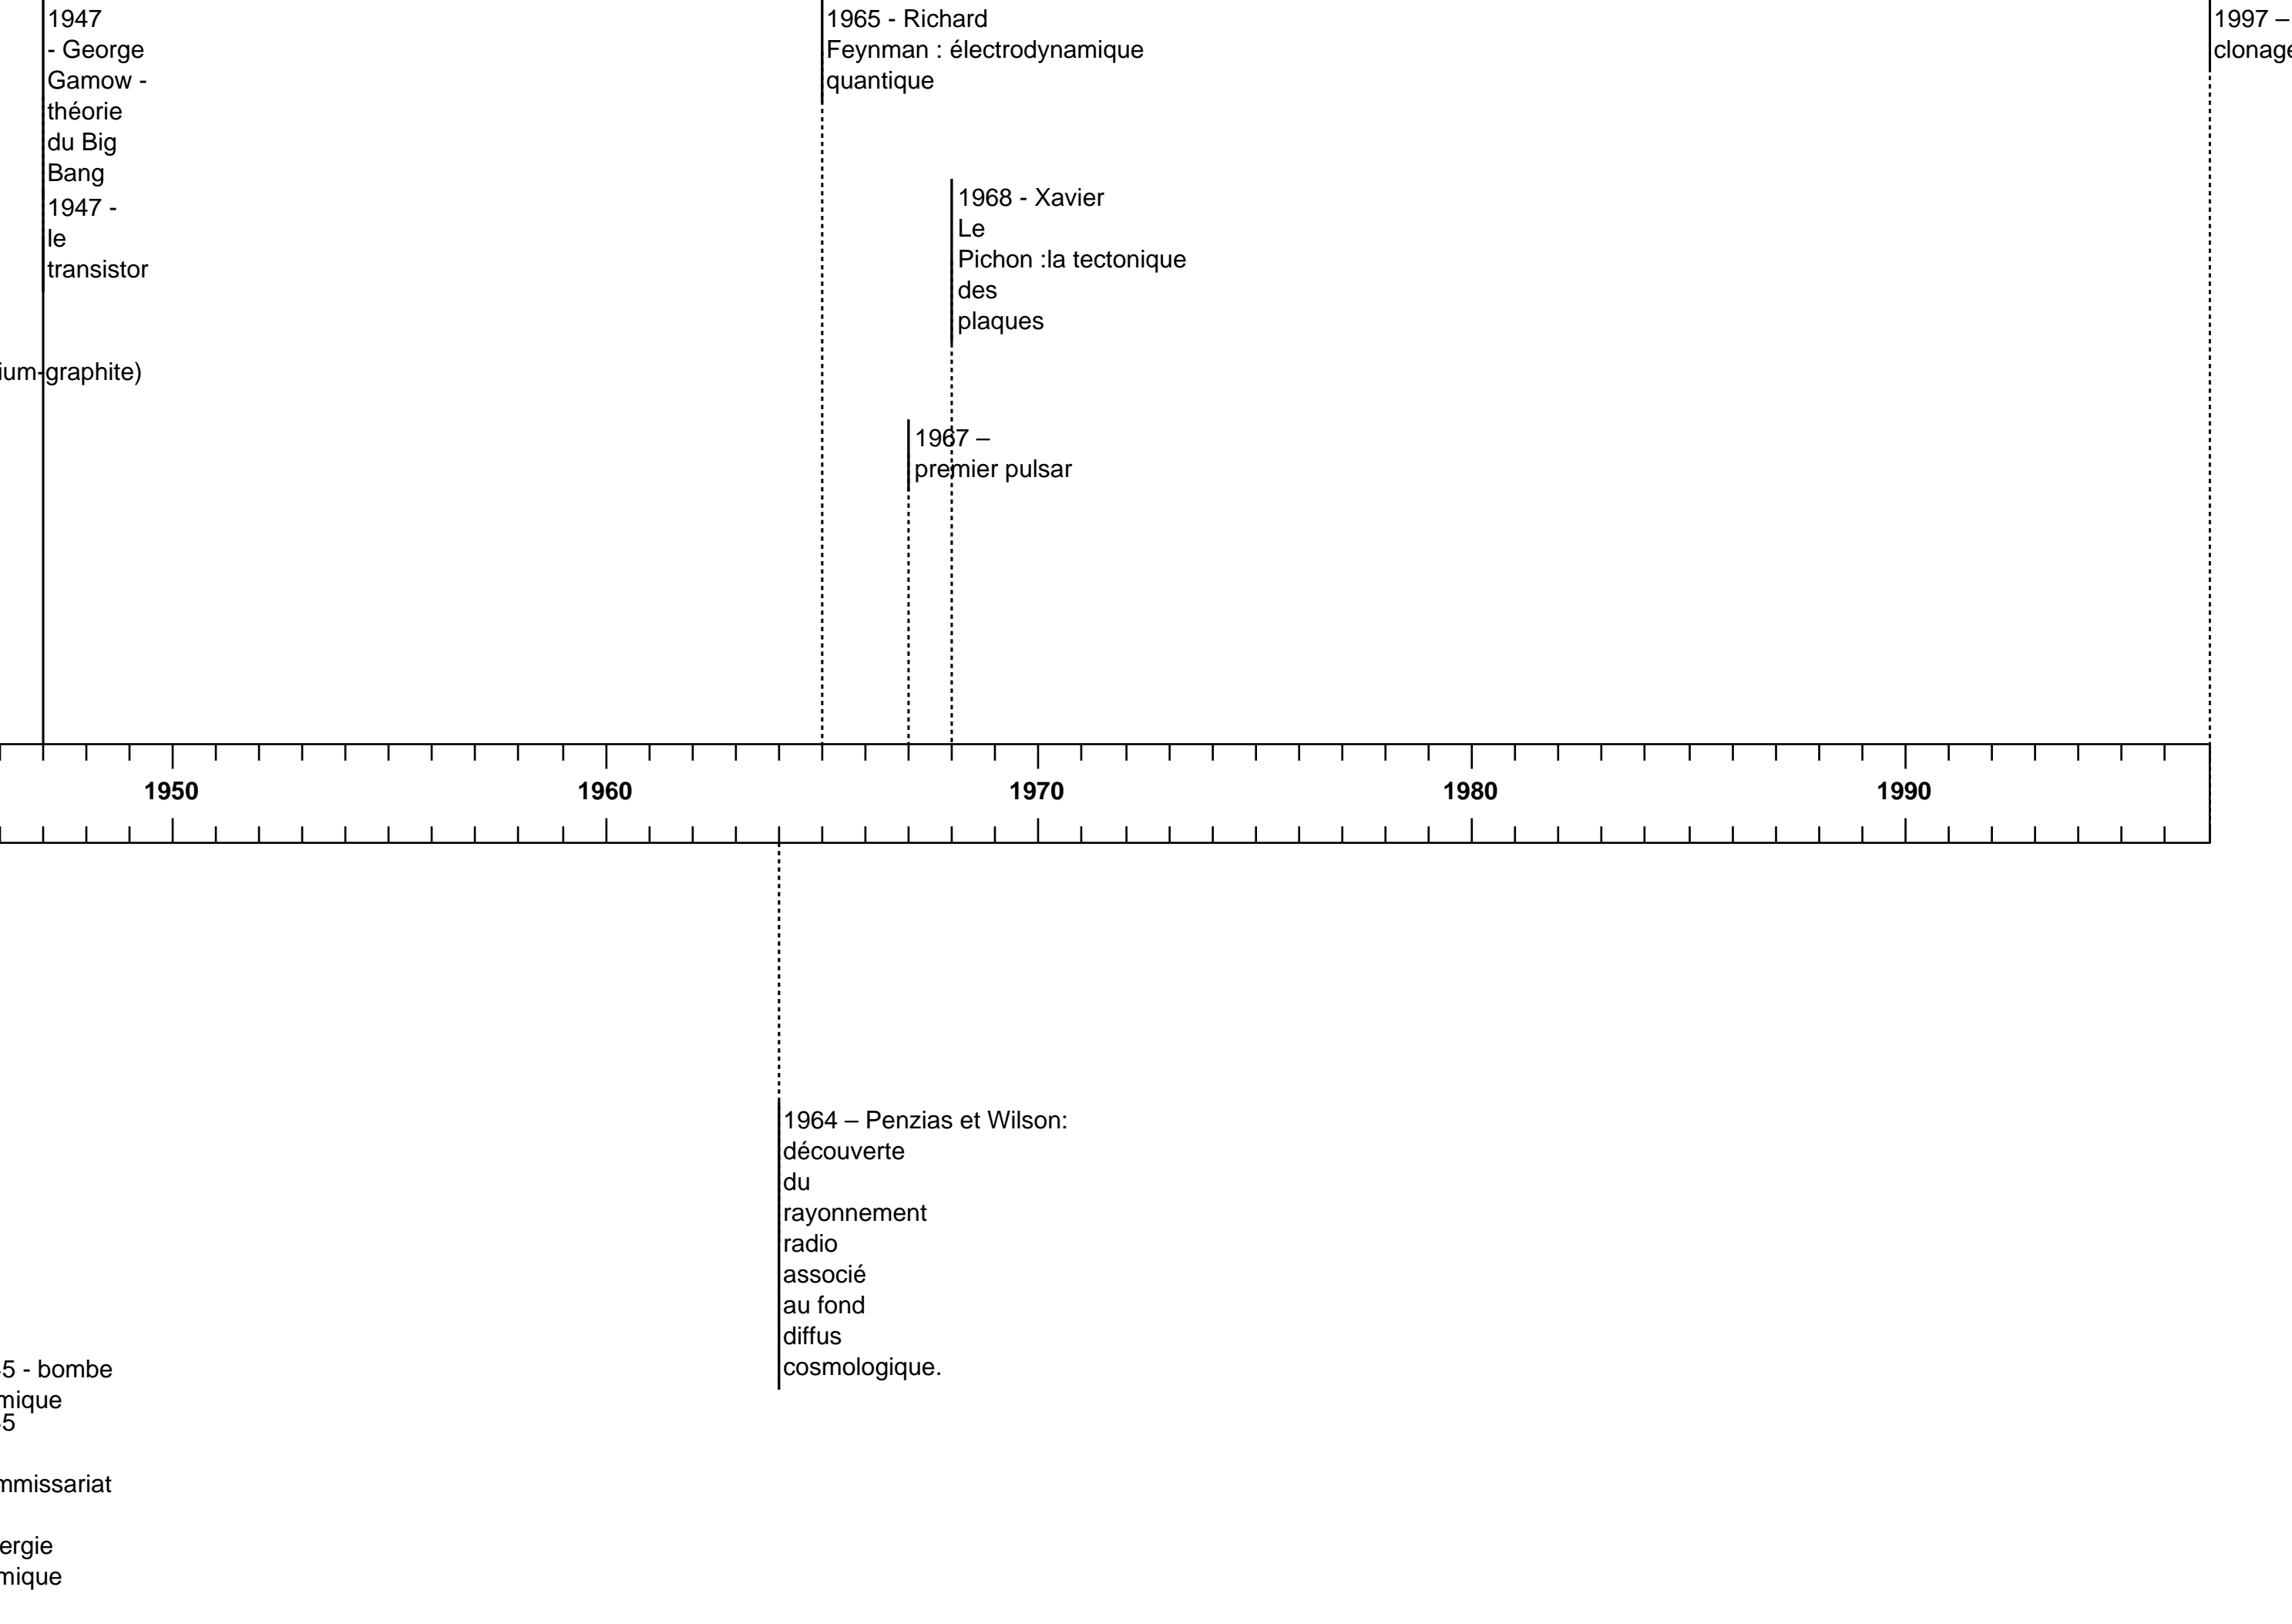 1947
- George
Gamow -
théorie
du Big
Bang
1947 -
le
transistor
ium-graphite)
1965 - Richard
Feynman : électrodynamique
quantique
1968 - Xavier
Le
Pichon :la tectonique
des
plaques
1967 –
premier pulsar
1997 –
clonage
1950 1960 1970 1980 1990
1964 – Penzias et Wilson:
découverte
du
rayonnement
radio
associé
au fond
diffus
cosmologique.
5 - bombe
mique
5
mmissariat
ergie
mique